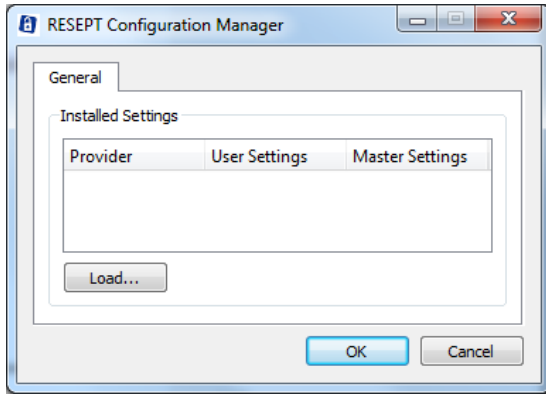 RESEPT Configuration Manager
General
Installed Settings
Provider User Settings Master Settings
Load...
OK Cancel